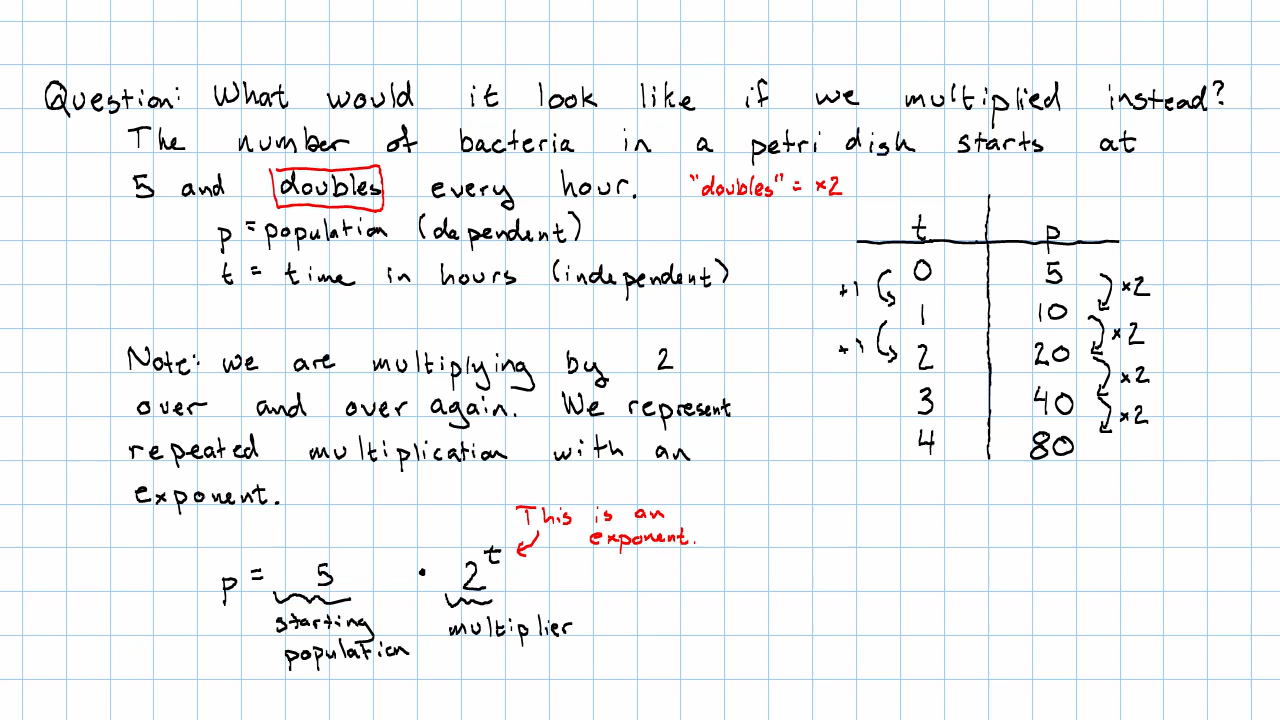 Question: What would it look like if we multiplied instead?
The number of bacteria in a petri dish starts at
5 and doubles every hour. "doubles" = ×2
p = population (dependent)
t = time in hours (independent)
t p
0 5
+1 ×2
1 10
+1 ×2
2 20
×2
3 40
×2
4 80
Note: we are multiplying by 2
over and over again. We represent
repeated multiplication with an
exponent.
This is an
exponent.
p = 5 · 2^t
starting multiplier
population